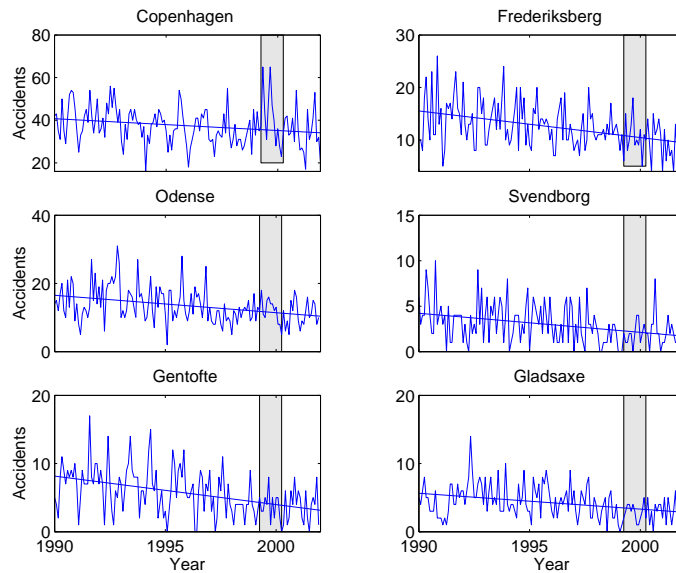 Copenhagen
80
60
40
20
Accidents
Frederiksberg
30
20
10
Odense
40
20
0
Accidents
Svendborg
15
10
5
0
Gentofte
20
10
0
Accidents
1990
1995
2000
Year
Gladsaxe
20
10
0
1990
1995
2000
Year